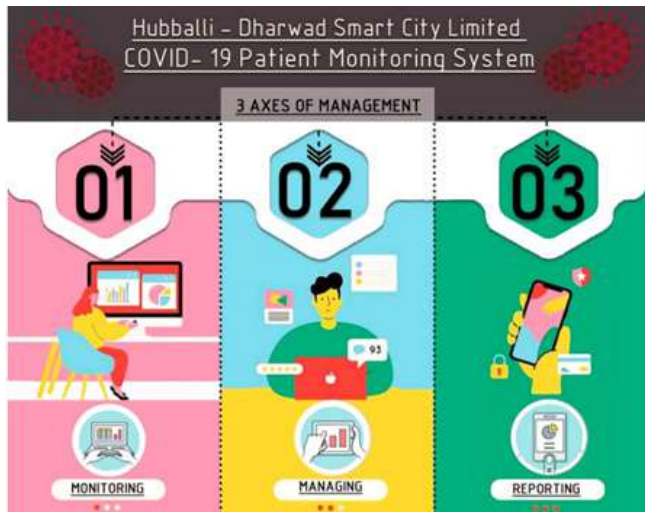 Hubballi - Dharwad Smart City Limited
COVID- 19 Patient Monitoring System
3 AXES OF MANAGEMENT
01
02
03
93
MONITORING
MANAGING
REPORTING